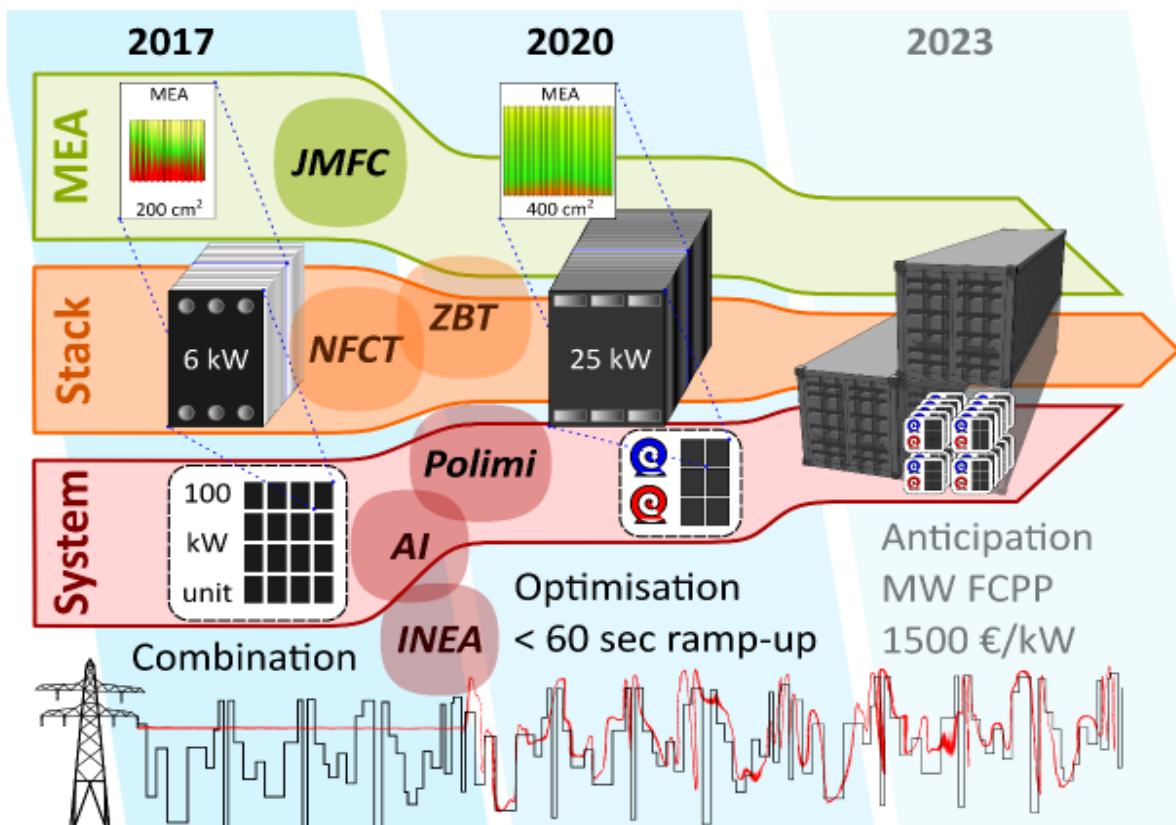 2017
2020
2023
MEA
MEA
200 cm²
JMFC
MEA
400 cm²
Stack
6 kW
NFCT
ZBT
25 kW
System
100
kW
unit
Polimi
AI
INEA
Combination
Optimisation
< 60 sec ramp-up
Anticipation
MW FCPP
1500 €/kW